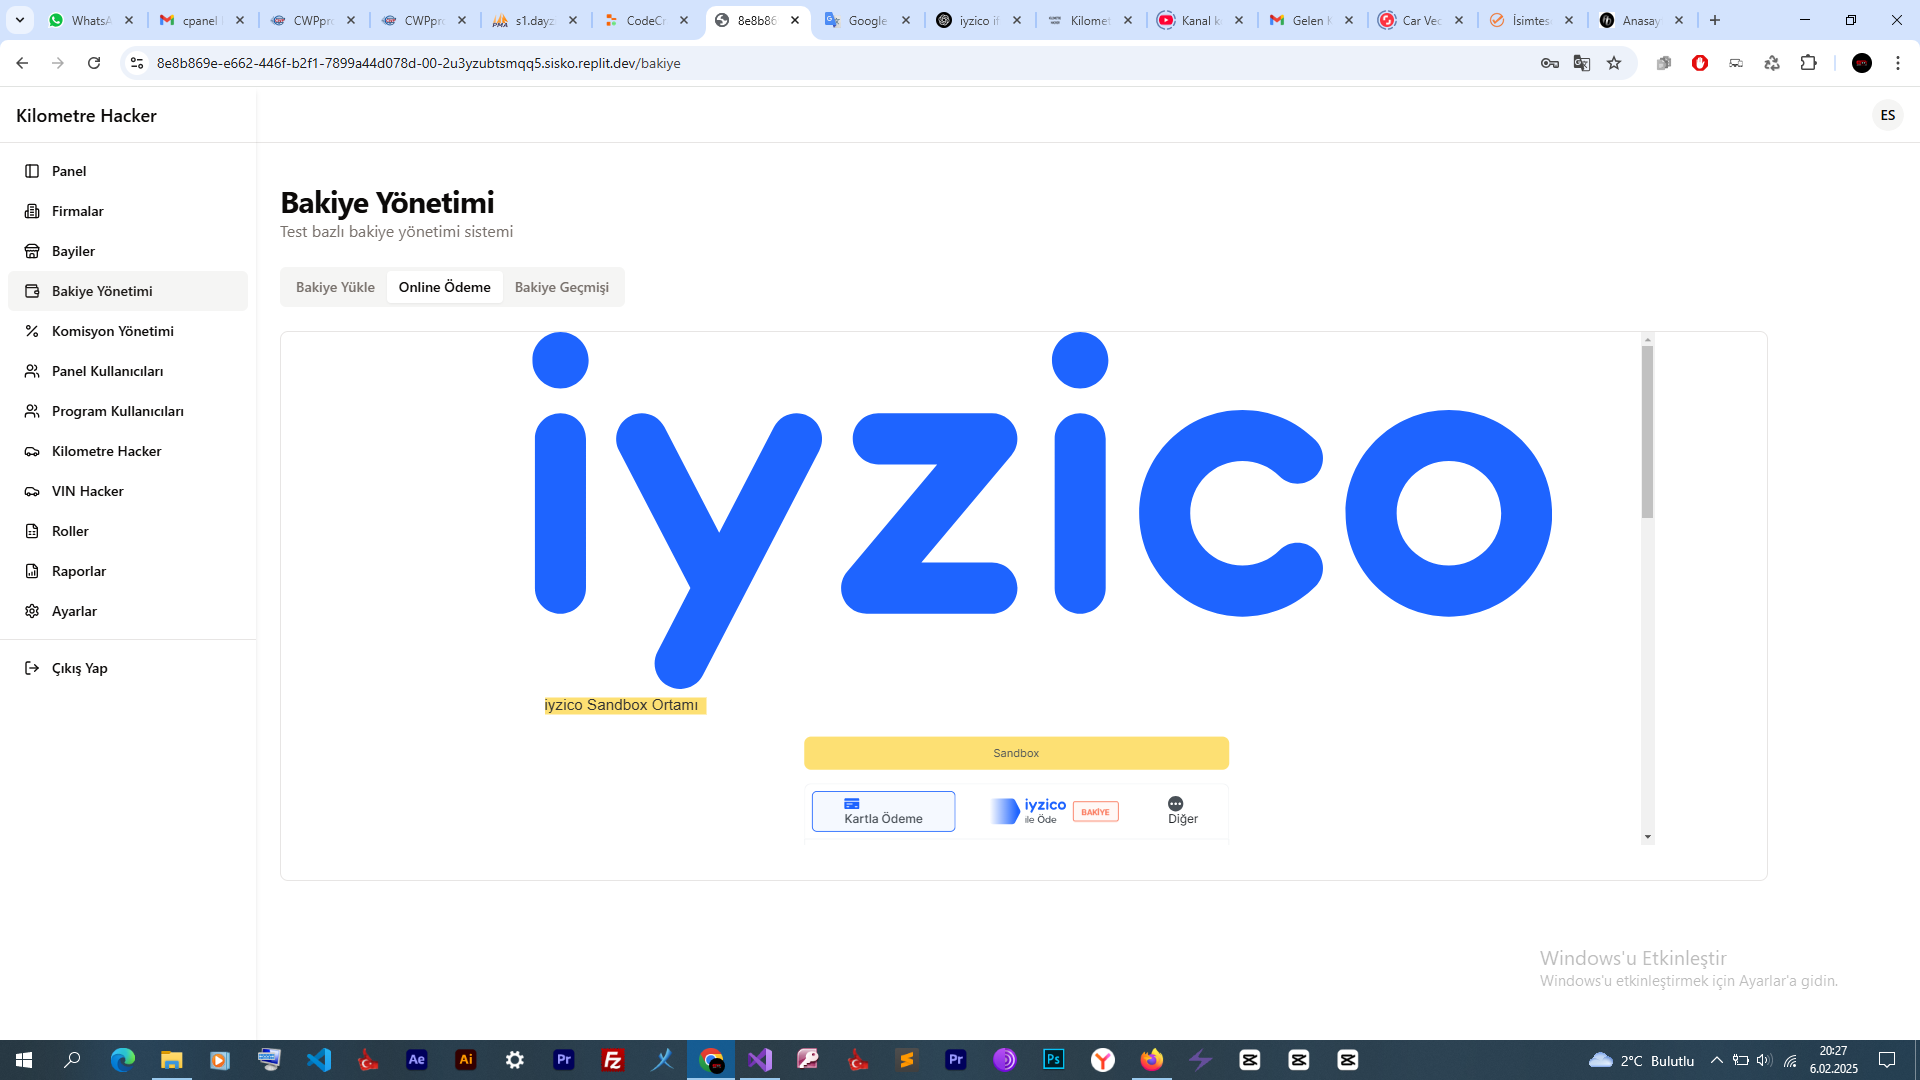 WhatsA
cpanel
CWPpr
CWPpr
s1.dayz
CodeC
8e8b86
Google
iyzico if
Kilomet
Kanal k
Gelen K
Car Vec
İsimtes
Anasay
8e8b869e-e662-446f-b2f1-7899a44d078d-00-2u3yzubtsmqq5.sisko.replit.dev/bakiye
Kilometre Hacker
ES
Panel
Firmalar
Bayiler
Bakiye Yönetimi
Komisyon Yönetimi
Panel Kullanıcıları
Program Kullanıcıları
Kilometre Hacker
VIN Hacker
Roller
Raporlar
Ayarlar
Çıkış Yap
Bakiye Yönetimi
Test bazlı bakiye yönetimi sistemi
Bakiye Yükle
Online Ödeme
Bakiye Geçmişi
iyzico
iyzico Sandbox Ortamı
Sandbox
Kartla Ödeme
iyzico
ile Öde
BAKİYE
Diğer
Windows'u Etkinleştir
Windows'u etkinleştirmek için Ayarlar'a gidin.
2°C Bulutlu
20:27
6.02.2025